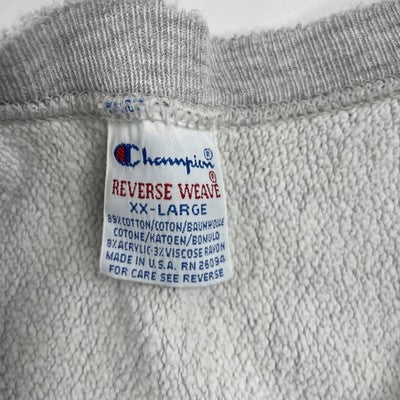 Champion®
REVERSE WEAVE®
XX-LARGE
89% COTTON/COTON/BAUMWOLLE
COTONE/KATOEN/BOMULD
8% ACRYLIC·3% VISCOSE RAYON
MADE IN U.S.A. RN 26094
FOR CARE SEE REVERSE